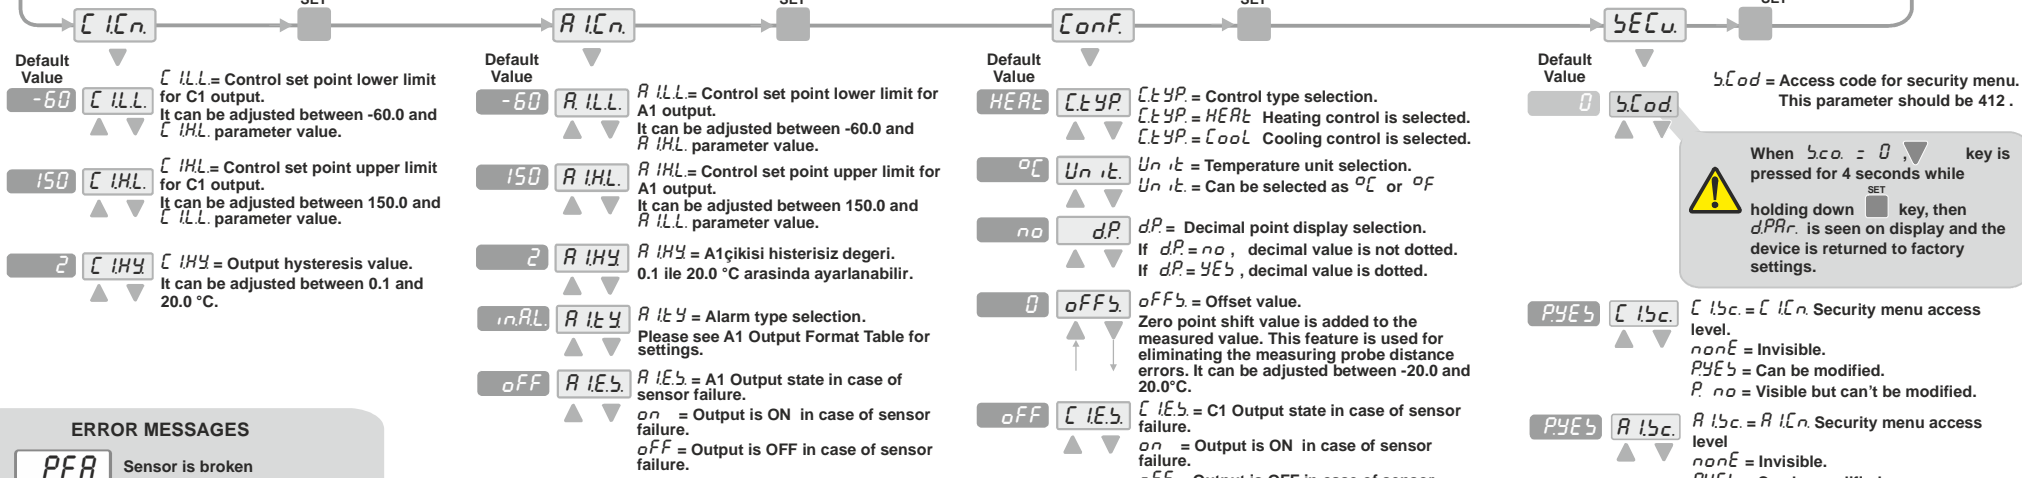 SET
SET
SET
SET
C1.Cn.
A1.Cn.
ConF.
SECu.
Default
Value
-60
C1.L.L.
C1.L.L.= Control set point lower limit
for C1 output.
It can be adjusted between -60.0 and
C1.H.L. parameter value.
150
C1.H.L.
C1.H.L.= Control set point upper limit
for C1 output.
It can be adjusted between 150.0 and
C1.L.L. parameter value.
2
C1.HY.
C1.HY. = Output hysteresis value.
It can be adjusted between 0.1 and
20.0 °C.
ERROR MESSAGES
PFA
Sensor is broken
Default
Value
-60
A1.L.L.
A1.L.L.= Control set point lower limit for
A1 output.
It can be adjusted between -60.0 and
A1.H.L. parameter value.
150
A1.H.L.
A1.H.L.= Control set point upper limit for
A1 output.
It can be adjusted between 150.0 and
A1.L.L. parameter value.
2
A1.HY.
A1.HY. = A1çikisi histerisiz degeri.
0.1 ile 20.0 °C arasinda ayarlanabilir.
in.A.L.
A1.tY.
A1.tY = Alarm type selection.
Please see A1 Output Format Table for
settings.
oFF
A1.E.S.
A1.E.S. = A1 Output state in case of
sensor failure.
on = Output is ON in case of sensor
failure.
oFF = Output is OFF in case of sensor
failure.
Default
Value
HEAt
C.tYP.
C.tYP. = Control type selection.
C.tYP. = HEAt Heating control is selected.
C.tYP. = CooL Cooling control is selected.
°C
Unit.
Unit. = Temperature unit selection.
Unit. = Can be selected as °C or °F
no
d.P.
d.P. = Decimal point display selection.
If d.P. = no , decimal value is not dotted.
If d.P. = YES , decimal value is dotted.
0
oFFS.
oFFS. = Offset value.
Zero point shift value is added to the
measured value. This feature is used for
eliminating the measuring probe distance
errors. It can be adjusted between -20.0 and
20.0°C.
oFF
C1.E.S.
C1.E.S. = C1 Output state in case of sensor
failure.
on = Output is ON in case of sensor
failure.
oFF = Output is OFF in case of sensor
Default
Value
0
S.Cod.
S.Cod = Access code for security menu.
This parameter should be 412 .
When S.co. = 0 , key is
pressed for 4 seconds while
SET
holding down key, then
d.PAr. is seen on display and the
device is returned to factory
settings.
P.YES
C1.Sc.
C1.Sc. = C1.Cn. Security menu access
level.
nonE = Invisible.
P.YES = Can be modified.
P. no = Visible but can't be modified.
P.YES
A1.Sc.
A1.Sc. = A1.Cn. Security menu access
level
nonE = Invisible.